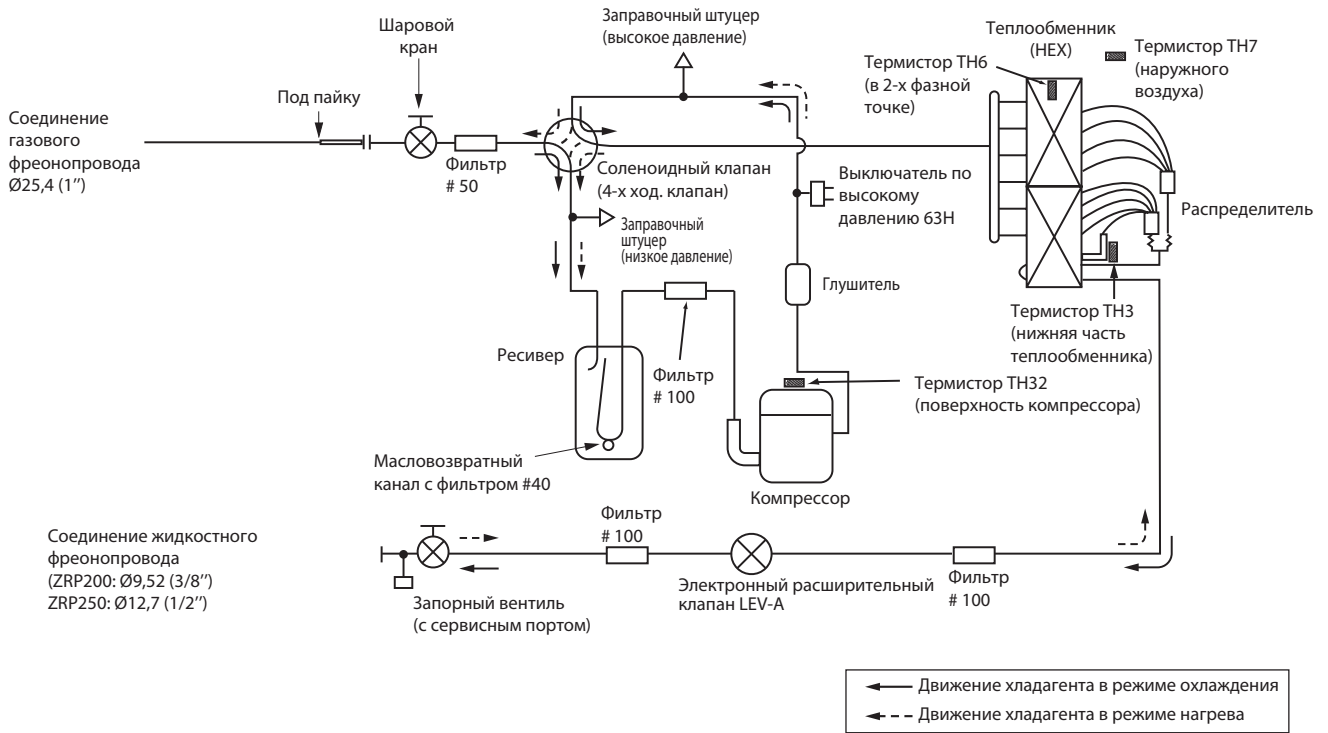 Заправочный штуцер
(высокое давление)
Шаровой
кран
Теплообменник
(HEX)
Термистор TH7
(наружного
воздуха)
Термистор TH6
(в 2-х фазной
точке)
Под пайку
Соединение
газового
фреонопровода
Ø25,4 (1’’)
Фильтр
# 50
Соленоидный клапан
(4-х ход. клапан)
Выключатель по
высокому
давлению 63H
Распределитель
Заправочный
штуцер
(низкое давление)
Глушитель
Термистор TH3
(нижняя часть
теплообменника)
Ресивер
Фильтр
# 100
Термистор TH32
(поверхность компрессора)
Масловозвратный
канал с фильтром #40
Компрессор
Соединение жидкостного
фреонопровода
(ZRP200: Ø9,52 (3/8’’)
ZRP250: Ø12,7 (1/2’’)
Фильтр
# 100
Электронный расширительный
клапан LEV-A
Фильтр
# 100
Запорный вентиль
(с сервисным портом)
Движение хладагента в режиме охлаждения
Движение хладагента в режиме нагрева